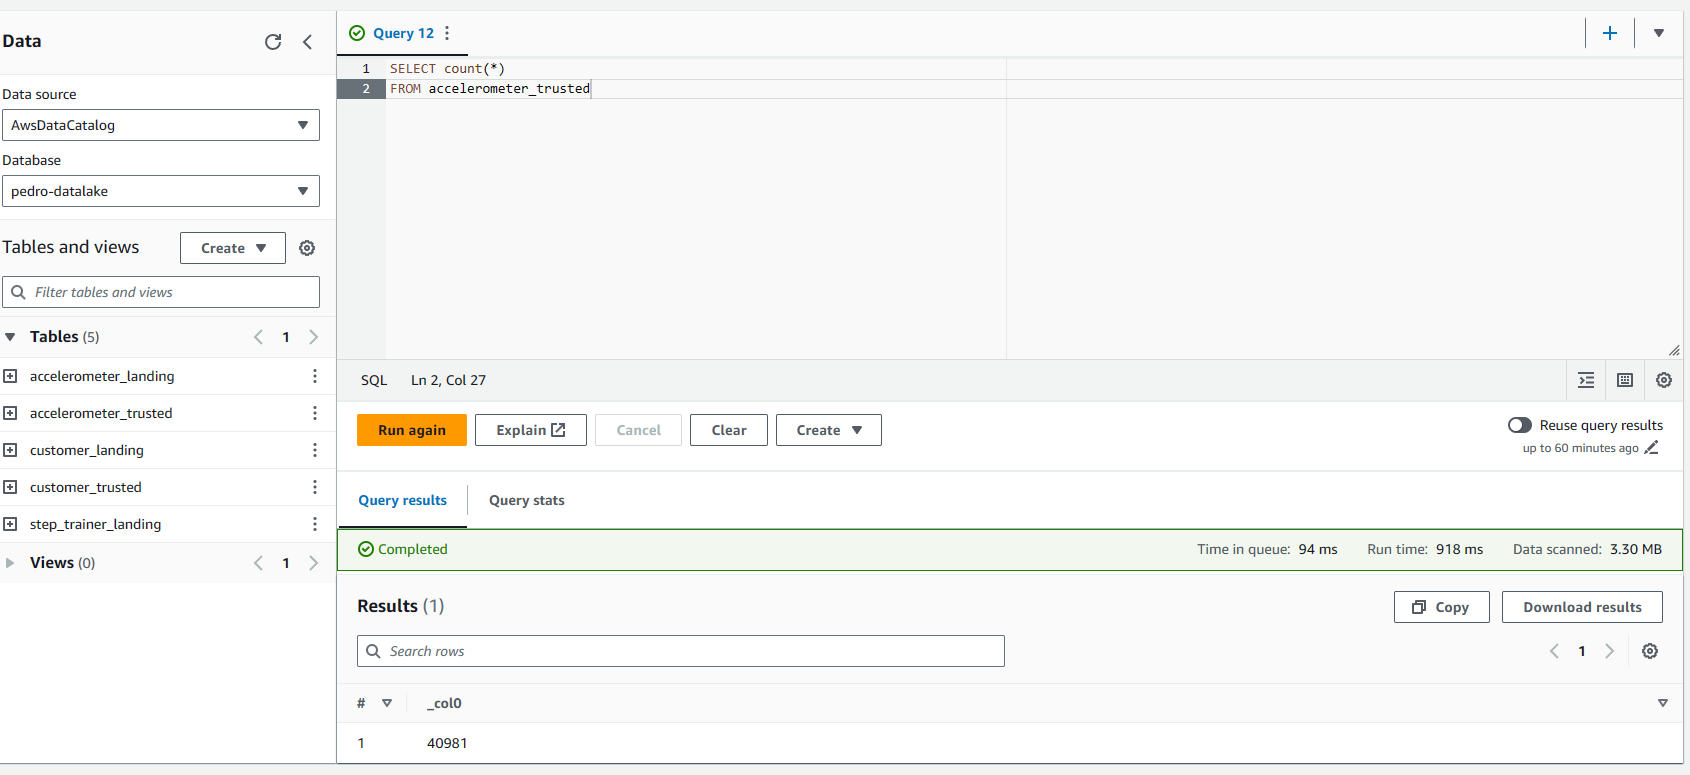 Data
Data source
AwsDataCatalog
Database
pedro-datalake
Tables and views
Create
Filter tables and views
Tables (5)
1
accelerometer_landing
accelerometer_trusted
customer_landing
customer_trusted
step_trainer_landing
Views (0)
1
Query 12
1 SELECT count(*)
2 FROM accelerometer_trusted
SQL Ln 2, Col 27
Run again Explain Cancel Clear Create
Reuse query results
up to 60 minutes ago
Query results Query stats
Completed Time in queue: 94 ms Run time: 918 ms Data scanned: 3.30 MB
Results (1) Copy Download results
Search rows 1
# _col0
1 40981